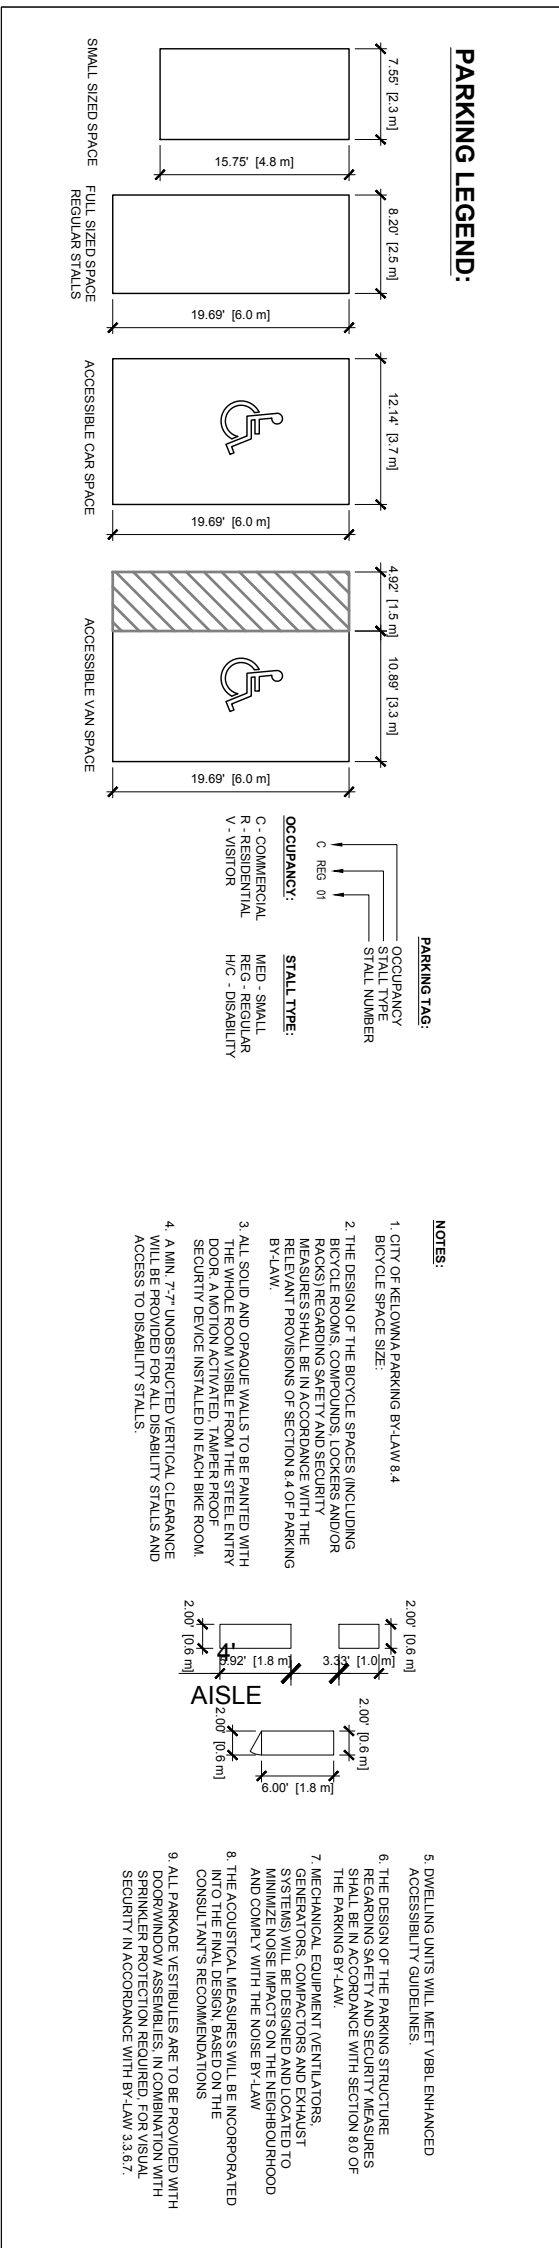 PARKING LEGEND:
7.55' [2.3 m]
15.75' [4.8 m]
SMALL SIZED SPACE
8.20' [2.5 m]
19.69' [6.0 m]
FULL SIZED SPACE
REGULAR STALLS
12.14' [3.7 m]
19.69' [6.0 m]
ACCESSIBLE CAR SPACE
4.92' [1.5 m]
10.89' [3.3 m]
19.69' [6.0 m]
ACCESSIBLE VAN SPACE
PARKING TAG:
OCCUPANCY
STALL TYPE
STALL NUMBER
C REG 01
OCCUPANCY:
C - COMMERCIAL
R - RESIDENTIAL
V - VISITOR
STALL TYPE:
MED - SMALL
REG - REGULAR
H/C - DISABILITY
NOTES:
1. CITY OF KELOWNA PARKING BY-LAW 8.4
BICYCLE SPACE SIZE:
2. THE DESIGN OF THE BICYCLE SPACES (INCLUDING
BICYCLE ROOMS, COMPOUNDS, LOCKERS AND/OR
RACKS) REGARDING SAFETY AND SECURITY
MEASURES SHALL BE IN ACCORDANCE WITH THE
RELEVANT PROVISIONS OF SECTION 8.4 OF PARKING
BY-LAW.
3. ALL SOLID AND OPAQUE WALLS TO BE PAINTED WITH
THE WHOLE ROOM VISIBLE FROM THE STEEL ENTRY
DOOR. A MOTION ACTIVATED, TAMPER PROOF
SECURTIY DEVICE INSTALLED IN EACH BIKE ROOM.
4. A MIN. 7'-7" UNOBSTRUCTED VERTICAL CLEARANCE
WILL BE PROVIDED FOR ALL DISABILITY STALLS AND
ACCESS TO DISABILITY STALLS.
2.00' [0.6 m]
3.33' [1.0 m]
5.92' [1.8 m]
2.00' [0.6 m]
4'
AISLE
2.00' [0.6 m]
6.00' [1.8 m]
2.00' [0.6 m]
5. DWELLING UNITS WILL MEET VBBL ENHANCED
ACCESSIBILITY GUIDELINES.
6. THE DESIGN OF THE PARKING STRUCTURE
REGARDING SAFETY AND SECURITY MEASURES
SHALL BE IN ACCORDANCE WITH SECTION 8.0 OF
THE PARKING BY-LAW.
7. MECHANICAL EQUIPMENT (VENTILATORS,
GENERATORS, COMPACTORS AND EXHAUST
SYSTEMS) WILL BE DESIGNED AND LOCATED TO
MINIMIZE NOISE IMPACTS ON THE NEIGHBOURHOOD
AND COMPLY WITH THE NOISE BY-LAW
8. THE ACOUSTICAL MEASURES WILL BE INCORPORATED
INTO THE FINAL DESIGN, BASED ON THE
CONSULTANT'S RECOMMENDATIONS
9. ALL PARKADE VESTIBULES ARE TO BE PROVIDED WITH
DOOR/WINDOW ASSEMBLIES, IN COMBINATION WITH
SPRINKLER PROTECTION REQUIRED, FOR VISUAL
SECURITY IN ACCORDANCE WITH BY-LAW 3.3.6.7.